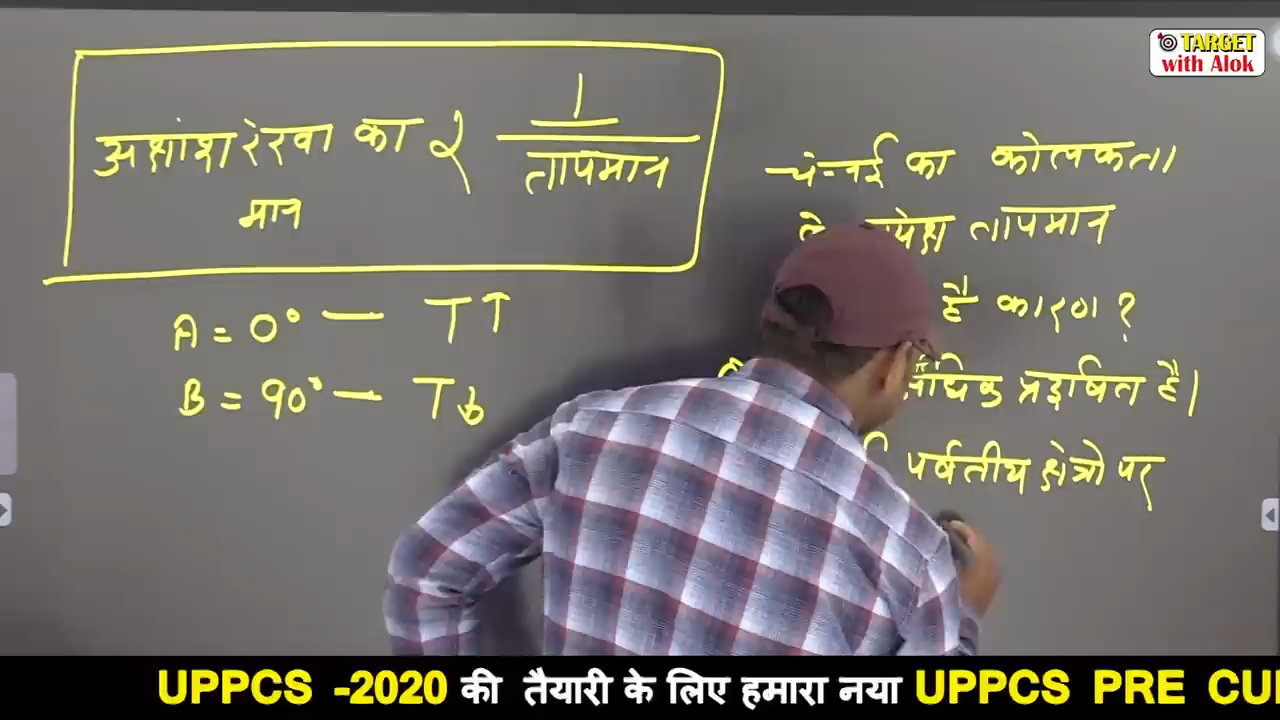 TARGET
with Alok
अक्षांश रेखा का α 1/तापमान
मान
A = 0° — T↑
B = 90° — T↓
चेन्नई का कोलकता
तापमान
है कारण ?
प्रदूषित है।
पर्वतीय क्षेत्रो पर
UPPCS -2020 की तैयारी के लिए हमारा नया UPPCS PRE CU